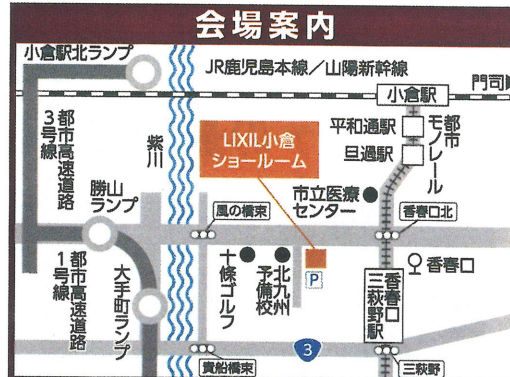 会場案内
小倉駅北ランプ
JR鹿児島本線／山陽新幹線
門司
小倉駅
都市高速道路
3号線
紫川
LIXIL小倉
ショールーム
平和通駅
旦過駅
都市
モノレール
勝山
ランプ
市立医療
センター
風の橋東
香春口北
都市高速道路
1号線
大手町ランプ
十條ゴルフ
北九州
予備校
P
香春口
三萩野駅
香春口
3
貴船橋東
三萩野